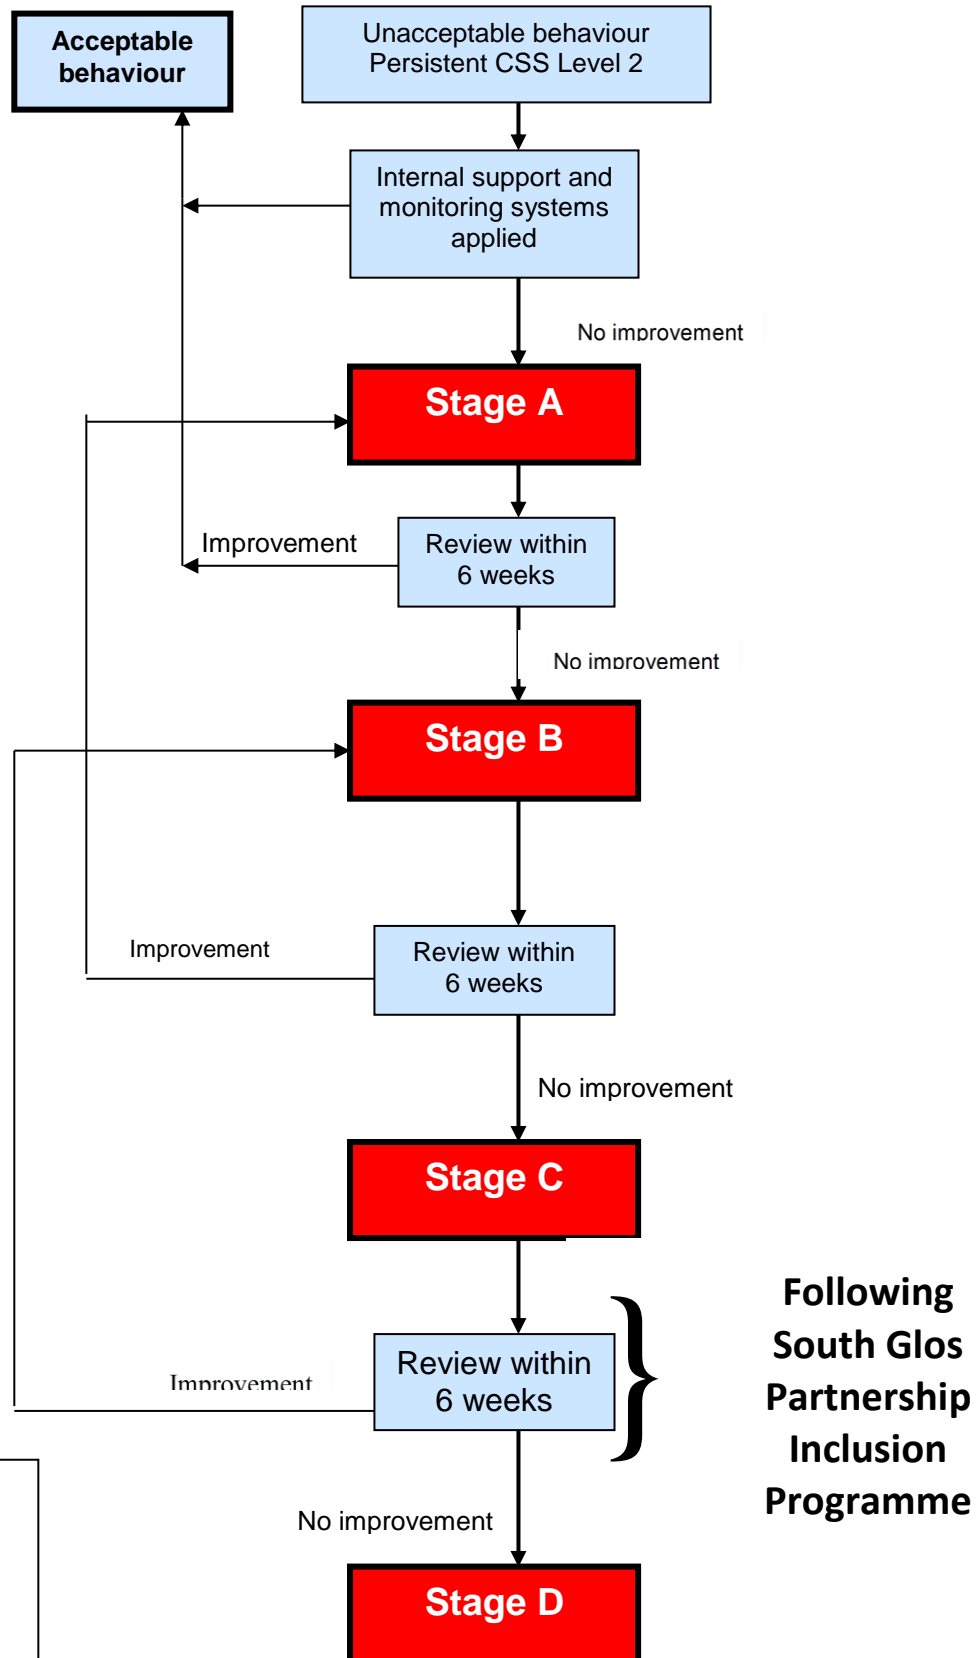 Acceptable
behaviour
Unacceptable behaviour
Persistent CSS Level 2
Internal support and
monitoring systems
applied
No improvement
Stage A
Improvement
Review within
6 weeks
No improvement
Stage B
Improvement
Review within
6 weeks
No improvement
Stage C
Following
South Glos
Partnership
Inclusion
Programme
Improvement
Review within
6 weeks
No improvement
Stage D